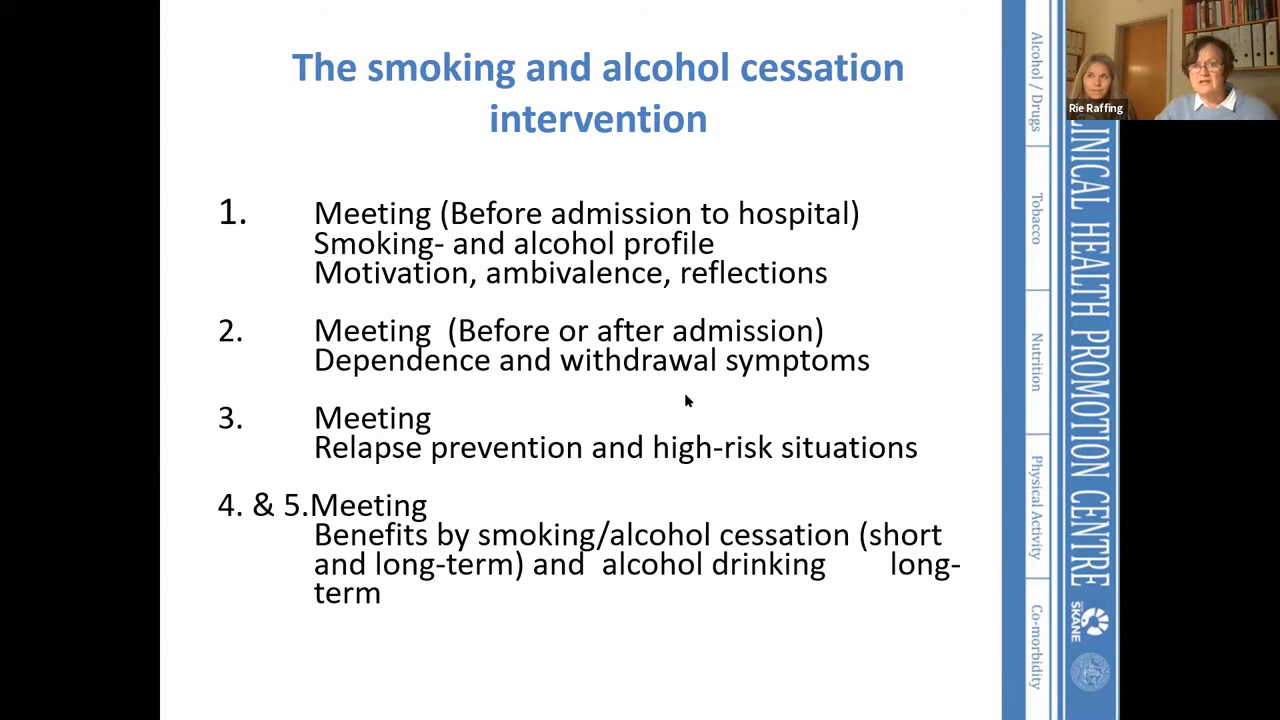 The smoking and alcohol cessation
intervention
1. Meeting (Before admission to hospital)
Smoking- and alcohol profile
Motivation, ambivalence, reflections
2. Meeting (Before or after admission)
Dependence and withdrawal symptoms
3. Meeting
Relapse prevention and high-risk situations
4. & 5.Meeting
Benefits by smoking/alcohol cessation (short
and long-term) and alcohol drinking long-
term
Alcohol / Drugs
Tobacco
Nutrition
Physical Activity
Co-morbidity
LINICAL HEALTH PROMOTION CENTRE
SKÅNE
Rie Raffing